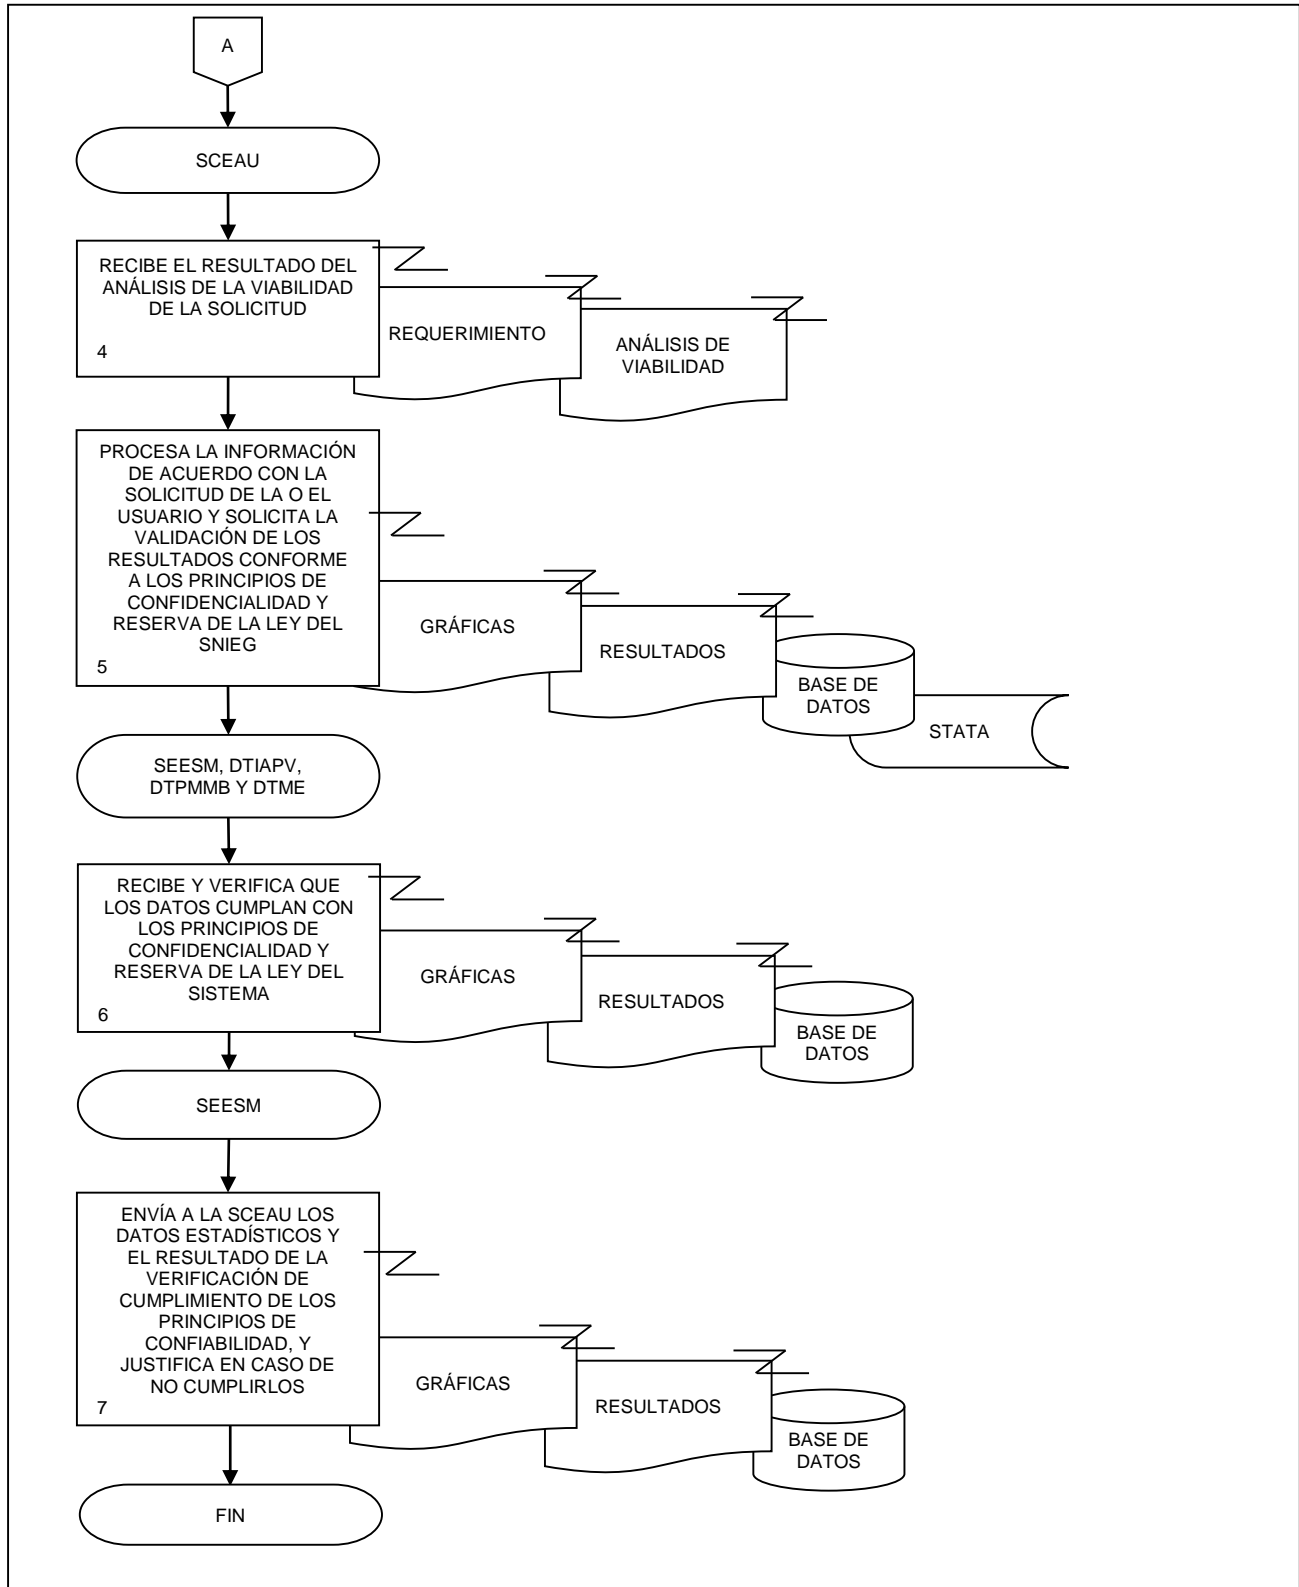 A
SCEAU
RECIBE EL RESULTADO DEL
ANÁLISIS DE LA VIABILIDAD
DE LA SOLICITUD
4
REQUERIMIENTO
ANÁLISIS DE
VIABILIDAD
PROCESA LA INFORMACIÓN
DE ACUERDO CON LA
SOLICITUD DE LA O EL
USUARIO Y SOLICITA LA
VALIDACIÓN DE LOS
RESULTADOS CONFORME
A LOS PRINCIPIOS DE
CONFIDENCIALIDAD Y
RESERVA DE LA LEY DEL
SNIEG
5
GRÁFICAS
RESULTADOS
BASE DE
DATOS
STATA
SEESM, DTIAPV,
DTPMMB Y DTME
RECIBE Y VERIFICA QUE
LOS DATOS CUMPLAN CON
LOS PRINCIPIOS DE
CONFIDENCIALIDAD Y
RESERVA DE LA LEY DEL
SISTEMA
6
GRÁFICAS
RESULTADOS
BASE DE
DATOS
SEESM
ENVÍA A LA SCEAU LOS
DATOS ESTADÍSTICOS Y
EL RESULTADO DE LA
VERIFICACIÓN DE
CUMPLIMIENTO DE LOS
PRINCIPIOS DE
CONFIABILIDAD, Y
JUSTIFICA EN CASO DE
NO CUMPLIRLOS
7
GRÁFICAS
RESULTADOS
BASE DE
DATOS
FIN